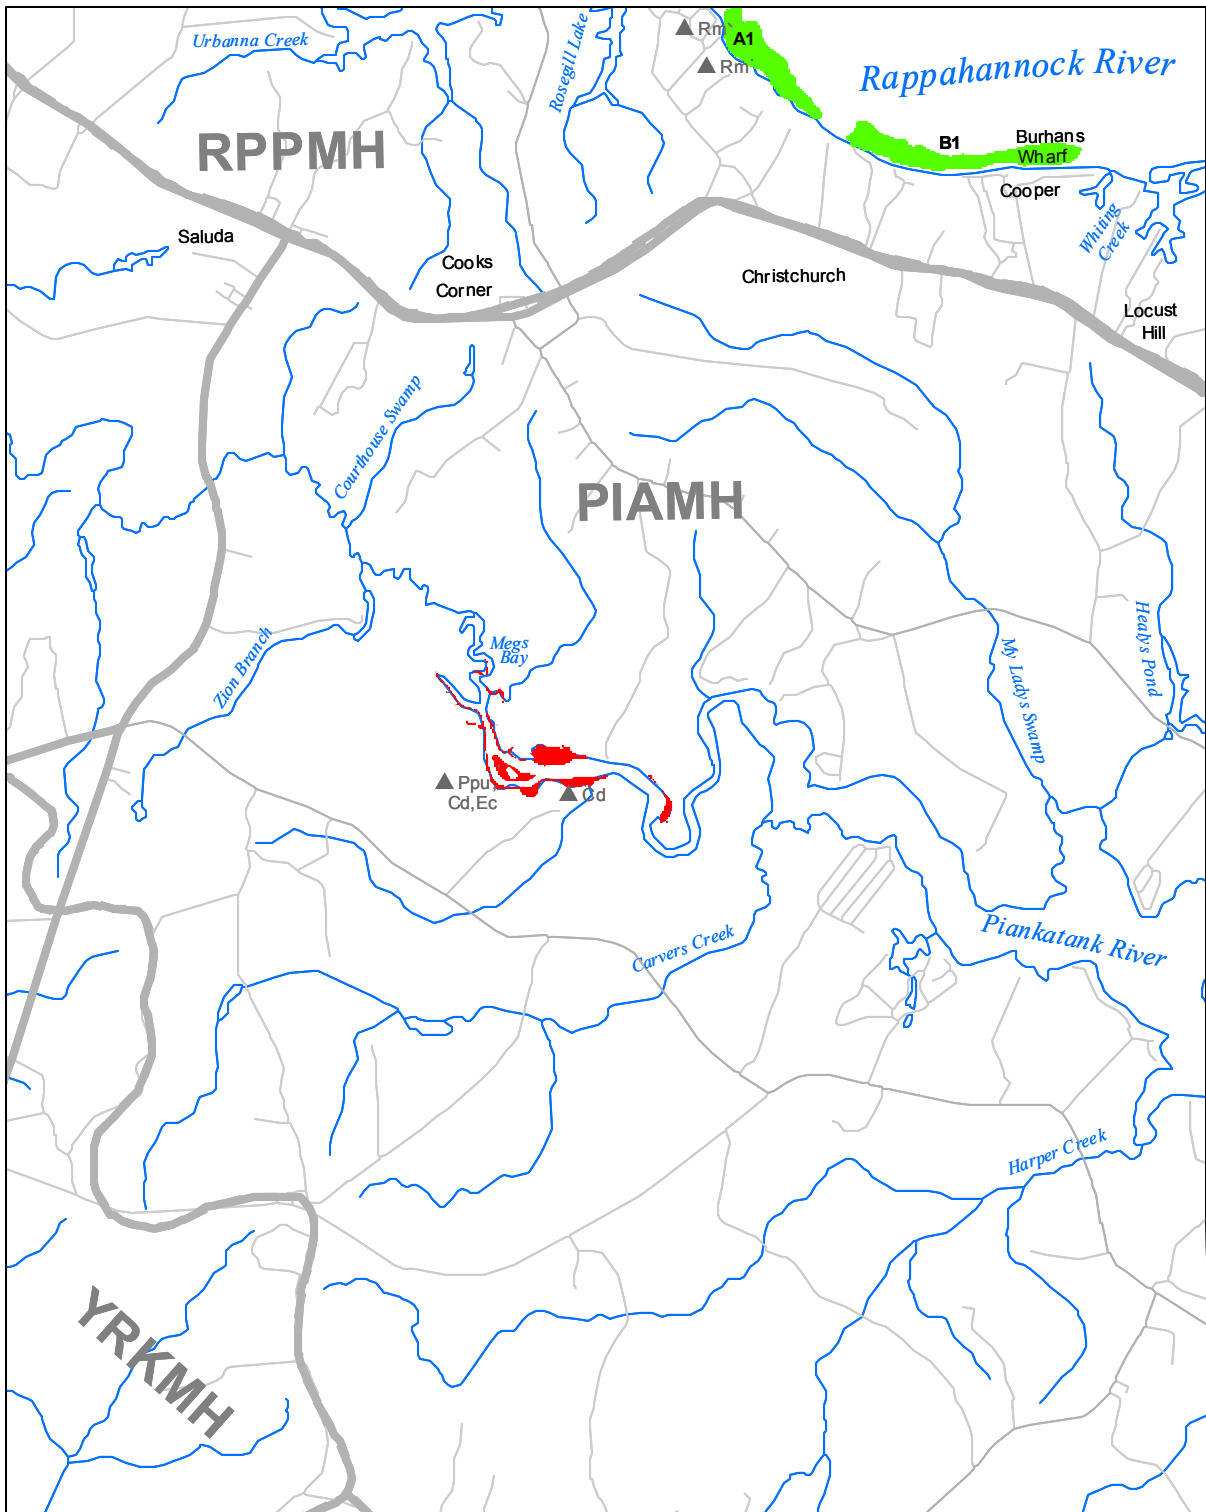 Urbanna Creek
Rosegill Lake
Rm
A1
Rm
Rappahannock River
RPPMH
B1
Burhans
Wharf
Cooper
Whiting
Creek
Saluda
Cooks
Corner
Christchurch
Locust
Hill
Courthouse Swamp
PIAMH
Healys Pond
My Ladys Swamp
Megs
Bay
Zion Branch
Ppu,
Cd,Ec
Cd
Carvers Creek
Piankatank River
Harper Creek
YRKMH